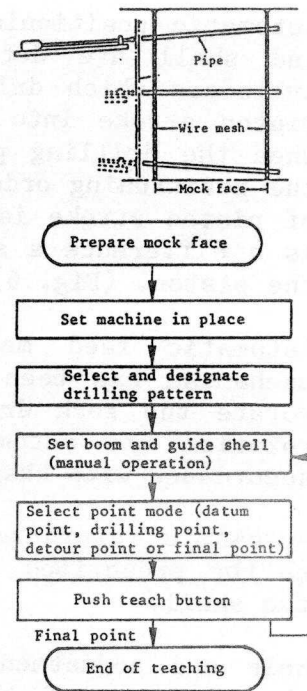 Pipe
Wire mesh
Mock face
Prepare mock face
Set machine in place
Select and designate
drilling pattern
Set boom and guide shell
(manual operation)
Select point mode (datum
point, drilling point,
detour point or final point)
Push teach button
Final point
End of teaching